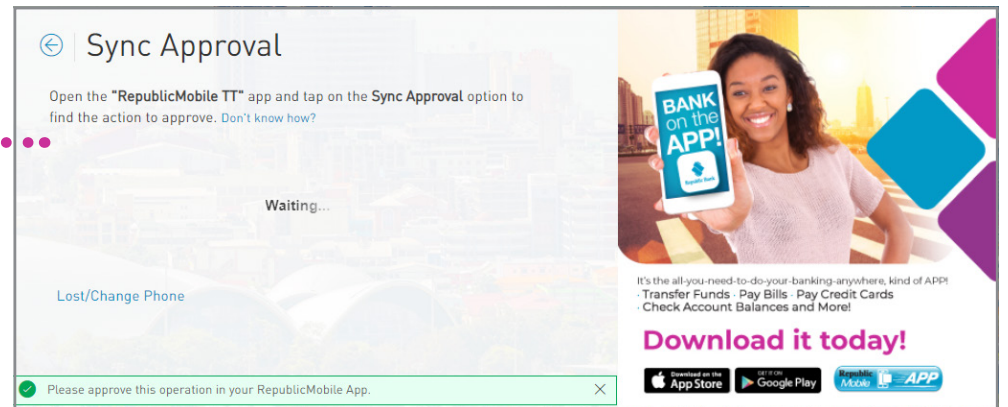 Sync Approval
Open the "RepublicMobile TT" app and tap on the Sync Approval option to
find the action to approve. Don't know how?
Waiting...
Lost/Change Phone
Please approve this operation in your RepublicMobile App.
BANK
on the
APP!
Republic Bank
It's the all-you-need-to-do-your-banking-anywhere, kind of APP!
· Transfer Funds · Pay Bills · Pay Credit Cards
· Check Account Balances and More!
Download it today!
Download on the
App Store
GET IT ON
Google Play
Republic
Mobile
APP